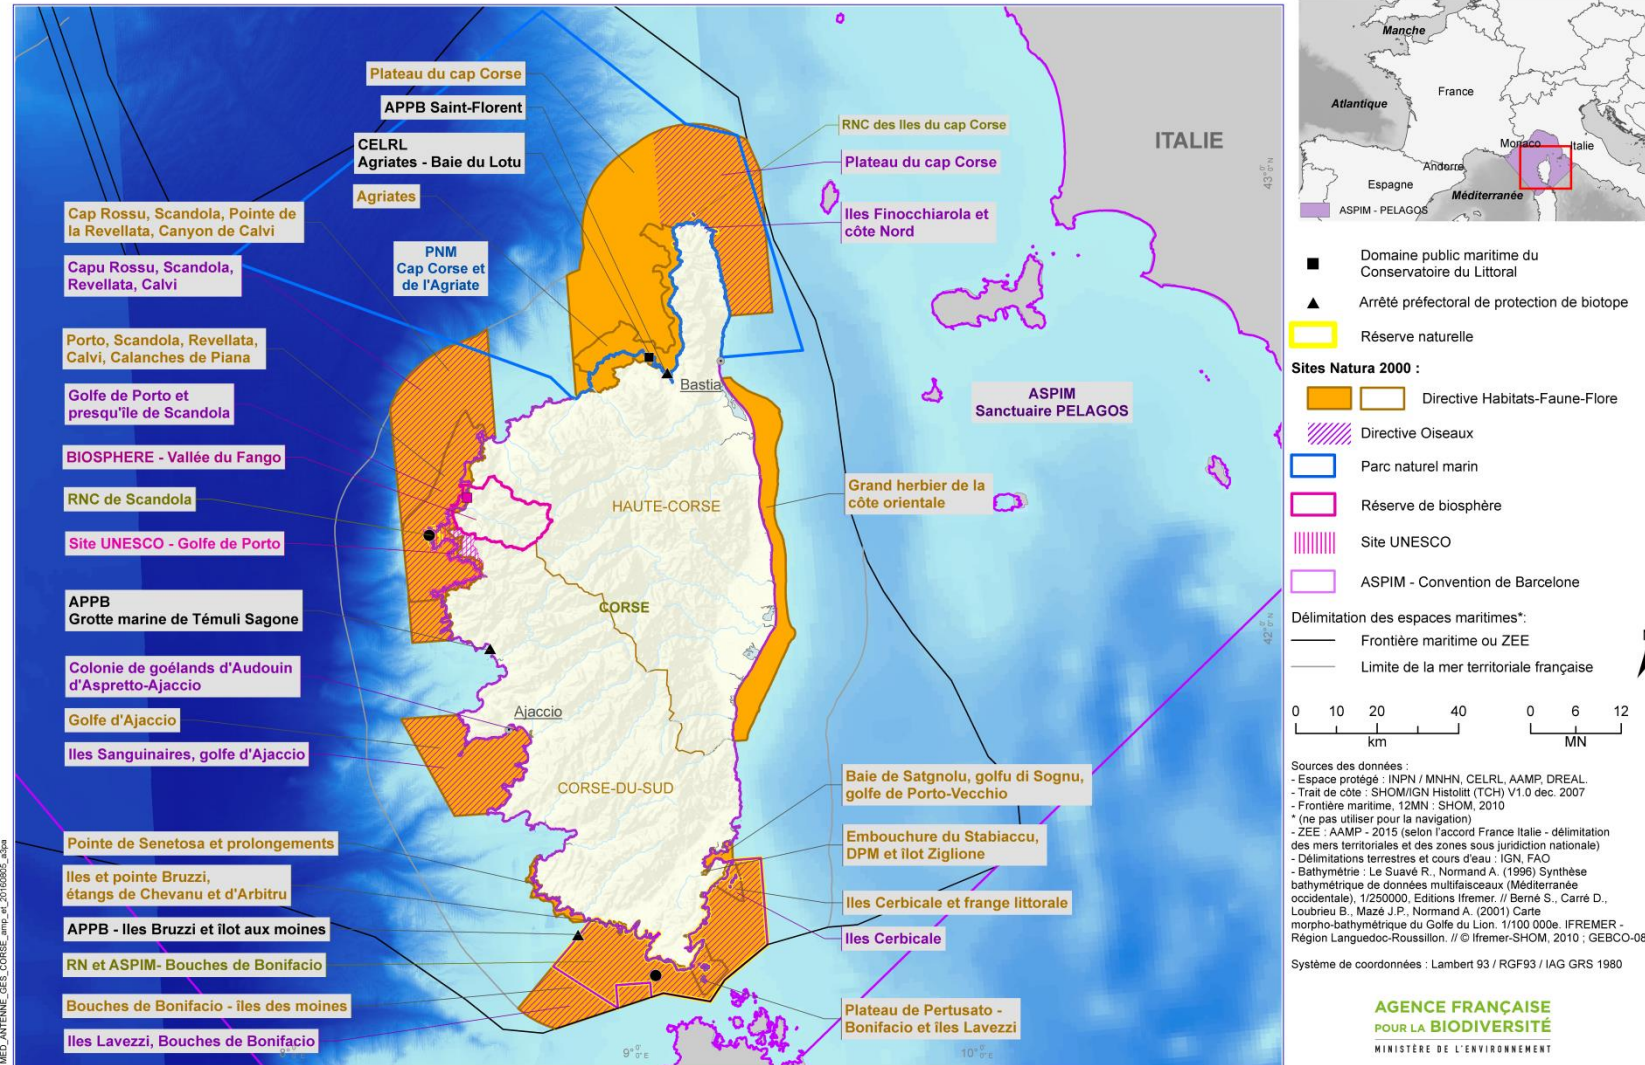 Plateau du cap Corse
APPB Saint-Florent
CELRL
Agriates - Baie du Lotu
Agriates
PNM
Cap Corse et
de l'Agriate
Cap Rossu, Scandola, Pointe de
la Revellata, Canyon de Calvi
Capu Rossu, Scandola,
Revellata, Calvi
Porto, Scandola, Revellata,
Calvi, Calanches de Piana
Golfe de Porto et
presqu'île de Scandola
BIOSPHERE - Vallée du Fango
RNC de Scandola
Site UNESCO - Golfe de Porto
APPB
Grotte marine de Témuli Sagone
Colonie de goélands d'Audouin
d'Aspretto-Ajaccio
Golfe d'Ajaccio
Iles Sanguinaires, golfe d'Ajaccio
Pointe de Senetosa et prolongements
Iles et pointe Bruzzi,
étangs de Chevanu et d'Arbitru
APPB - Iles Bruzzi et îlot aux moines
RN et ASPIM- Bouches de Bonifacio
Bouches de Bonifacio - îles des moines
Iles Lavezzi, Bouches de Bonifacio
RNC des Iles du cap Corse
Plateau du cap Corse
Iles Finocchiarola et
côte Nord
ITALIE
ASPIM
Sanctuaire PELAGOS
Grand herbier de la
côte orientale
Baie de Satgnolu, golfu di Sognu,
golfe de Porto-Vecchio
Embouchure du Stabiaccu,
DPM et îlot Ziglione
Iles Cerbicale et frange littorale
Iles Cerbicale
Plateau de Pertusato -
Bonifacio et îles Lavezzi
Bastia
HAUTE-CORSE
CORSE
Ajaccio
CORSE-DU-SUD
43°0'0"N
42°0'0"N
9°0'0"E
10°0'0"E
Manche
Atlantique
France
Monaco
Italie
Andorre
Espagne
Méditerranée
ASPIM - PELAGOS
Domaine public maritime du
Conservatoire du Littoral
Arrêté préfectoral de protection de biotope
Réserve naturelle
Sites Natura 2000 :
Directive Habitats-Faune-Flore
Directive Oiseaux
Parc naturel marin
Réserve de biosphère
Site UNESCO
ASPIM - Convention de Barcelone
Délimitation des espaces maritimes*:
Frontière maritime ou ZEE
Limite de la mer territoriale française
0 10 20 40
km
0 6 12
MN
Sources des données :
- Espace protégé : INPN / MNHN, CELRL, AAMP, DREAL.
- Trait de côte : SHOM/IGN Histolitt (TCH) V1.0 dec. 2007
- Frontière maritime, 12MN : SHOM, 2010
* (ne pas utiliser pour la navigation)
- ZEE : AAMP - 2015 (selon l'accord France Italie - délimitation
des mers territoriales et des zones sous juridiction nationale)
- Délimitations terrestres et cours d'eau : IGN, FAO
- Bathymétrie : Le Suavé R., Normand A. (1996) Synthèse
bathymétrique de données multifaisceaux (Méditerranée
occidentale), 1/250000, Editions Ifremer. // Berné S., Carré D.,
Loubrieu B., Mazé J.P., Normand A. (2001) Carte
morpho-bathymétrique du Golfe du Lion. 1/100 000e. IFREMER -
Région Languedoc-Roussillon. // © Ifremer-SHOM, 2010 ; GEBCO-08
Système de coordonnées : Lambert 93 / RGF93 / IAG GRS 1980
AGENCE FRANÇAISE
POUR LA BIODIVERSITÉ
MINISTÈRE DE L'ENVIRONNEMENT